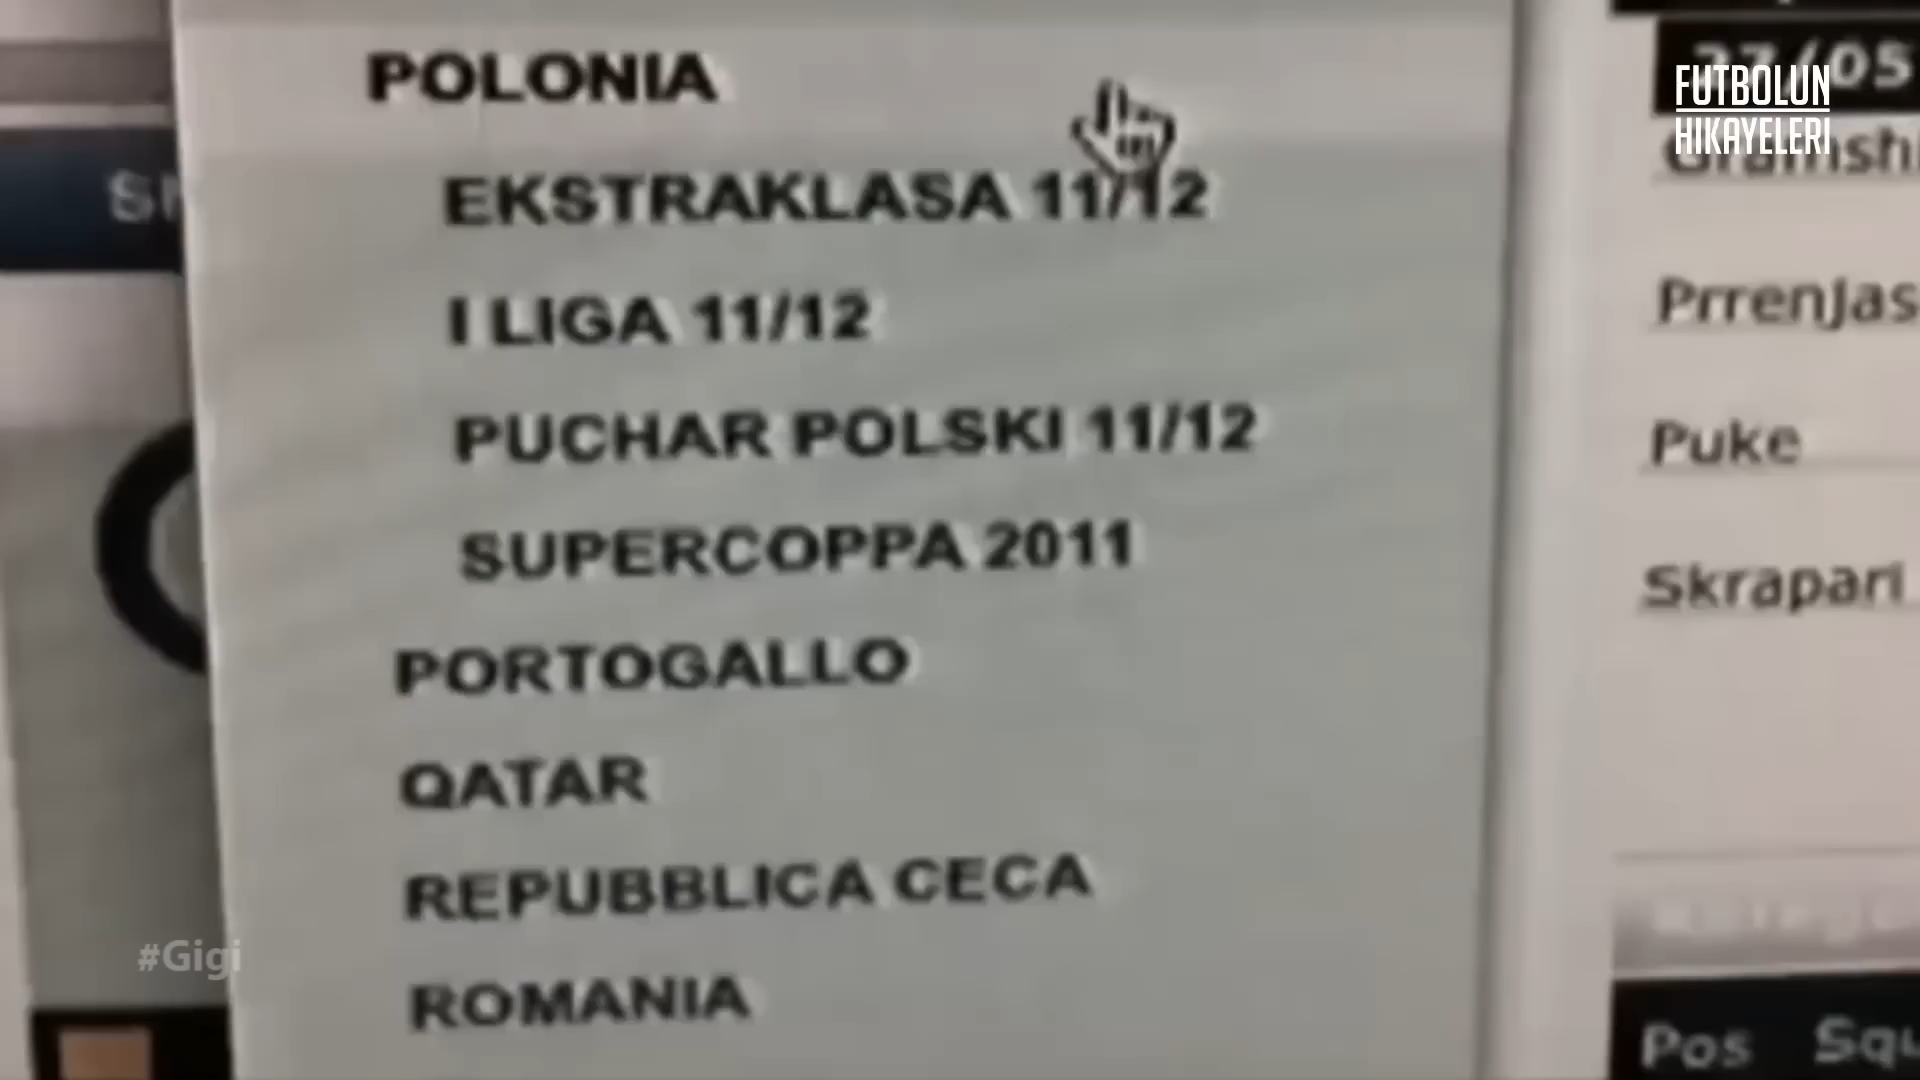 POLONIA
EKSTRAKLASA 11/12
I LIGA 11/12
PUCHAR POLSKI 11/12
SUPERCOPPA 2011
PORTOGALLO
QATAR
REPUBBLICA CECA
ROMANIA
FUTBOLUN
HIKAYELERI
Prrenjas
Puke
Skrapari
Pos Squ
#Gigi